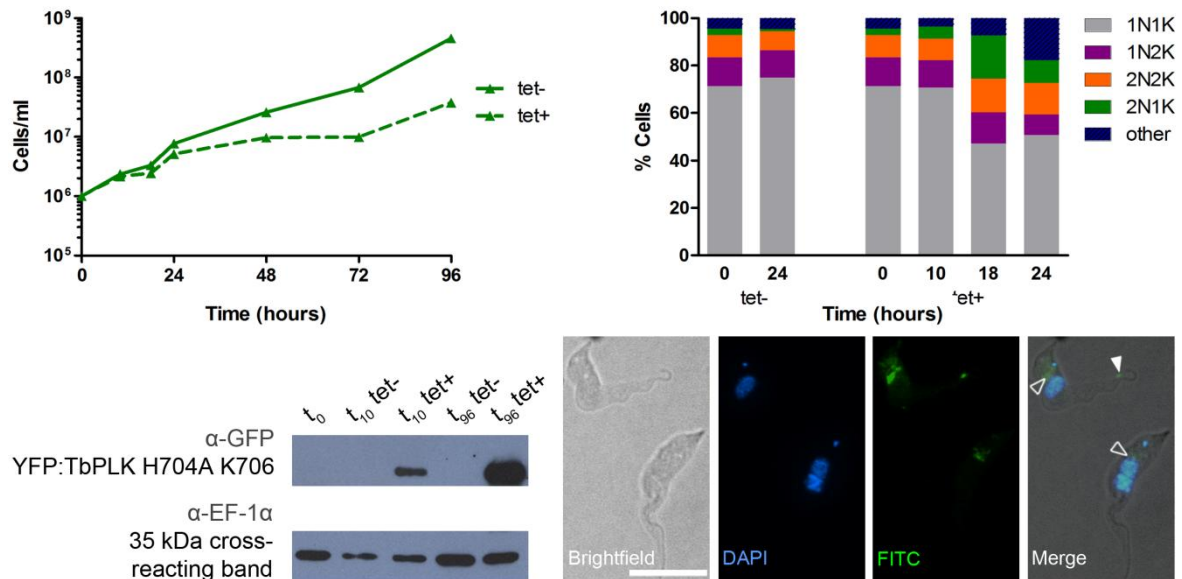 10⁹
10⁸
10⁷
10⁶
10⁵
Cells/ml
0 24 48 72 96
Time (hours)
tet-
tet+
100
80
60
40
20
0
% Cells
0 24 0 10 18 24
tet- et+
Time (hours)
1N1K
1N2K
2N2K
2N1K
other
t₀ t₁₀ tet- t₁₀ tet+ t₉₆ tet- t₉₆ tet+
α-GFP
YFP:TbPLK H704A K706
α-EF-1α
35 kDa cross-
reacting band
Brightfield DAPI FITC Merge